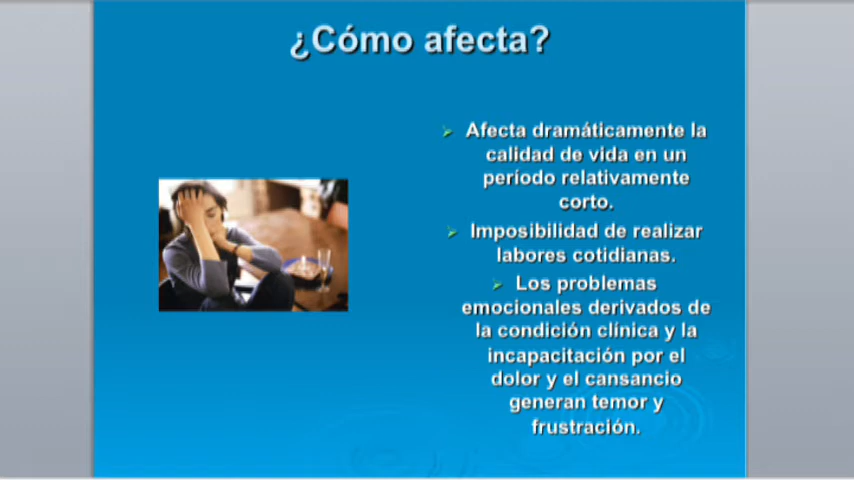 ¿Cómo afecta?
Afecta dramáticamente la
calidad de vida en un
período relativamente
corto.
Imposibilidad de realizar
labores cotidianas.
Los problemas
emocionales derivados de
la condición clínica y la
incapacitación por el
dolor y el cansancio
generan temor y
frustración.